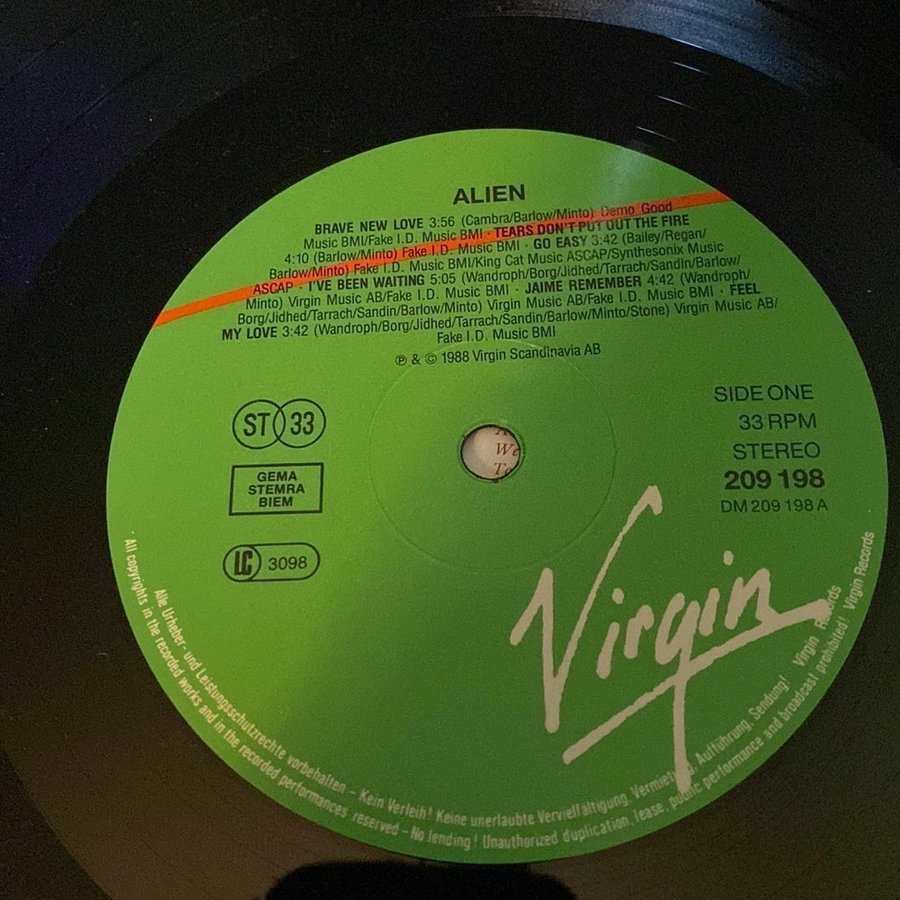 ALIEN
BRAVE NEW LOVE 3:56 (Cambra/Barlow/Minto) Demo Good
Music BMI/Fake I.D. Music BMI · TEARS DON'T PUT OUT THE FIRE
4:10 (Barlow/Minto) Fake I.D. Music BMI · GO EASY 3:42 (Bailey/Regan/
Barlow/Minto) Fake I.D. Music BMI/King Cat Music ASCAP/Synthesonix Music
ASCAP · I'VE BEEN WAITING 5:05 (Wandroph/Borg/Jidhed/Tarrach/Sandin/Barlow/
Minto) Virgin Music AB/Fake I.D. Music BMI · JAIME REMEMBER 4:42 (Wandroph/
Borg/Jidhed/Tarrach/Sandin/Barlow/Minto) Virgin Music AB/Fake I.D. Music BMI · FEEL
MY LOVE 3:42 (Wandroph/Borg/Jidhed/Tarrach/Sandin/Barlow/Minto/Stone) Virgin Music AB/
Fake I.D. Music BMI
℗ & © 1988 Virgin Scandinavia AB
ST 33
GEMA
STEMRA
BIEM
LC 3098
SIDE ONE
33 RPM
STEREO
209 198
DM 209 198 A
We
Virgin
Alle Urheber- und Leistungsschutzrechte vorbehalten – Kein Verleih! Keine unerlaubte Vervielfältigung, Aufführung, Sendung! Virgin Records
All copyrights in the recorded works and in the recorded performances reserved – No lending! Unauthorized duplication, lease, public performance and broadcast prohibited! Virgin Records